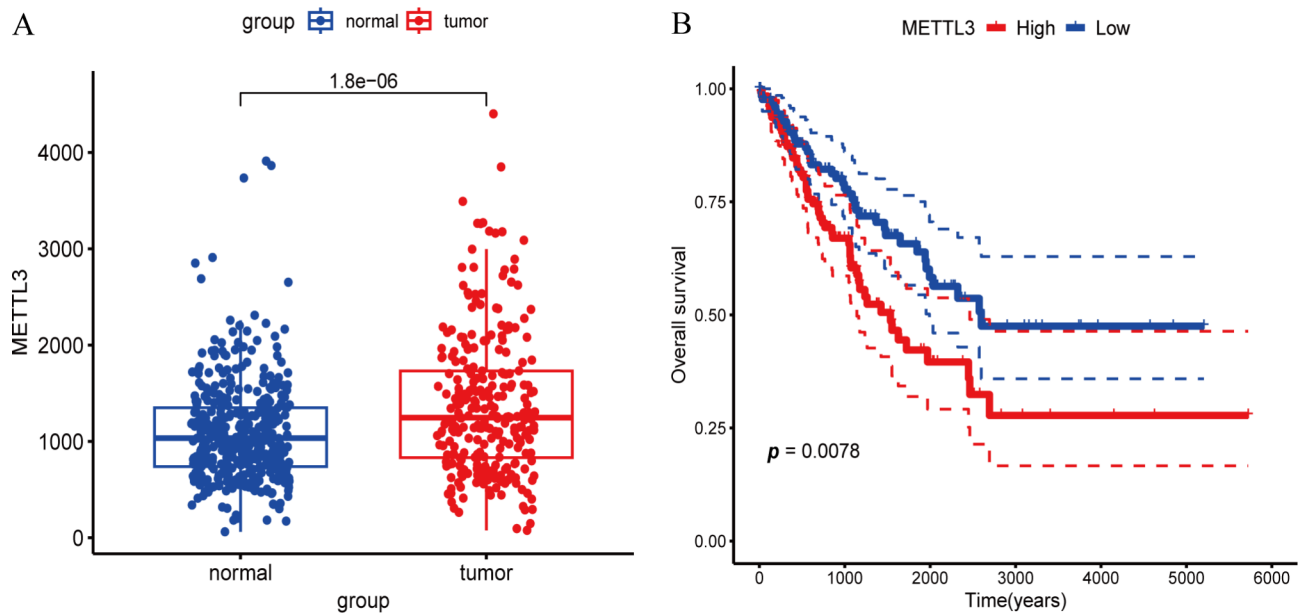 A
group normal tumor
1.8e−06
METTL3
4000
3000
2000
1000
0
normal tumor
group
B
METTL3 High Low
Overall survival
1.00
0.75
0.50
0.25
0.00
p = 0.0078
0 1000 2000 3000 4000 5000 6000
Time(years)